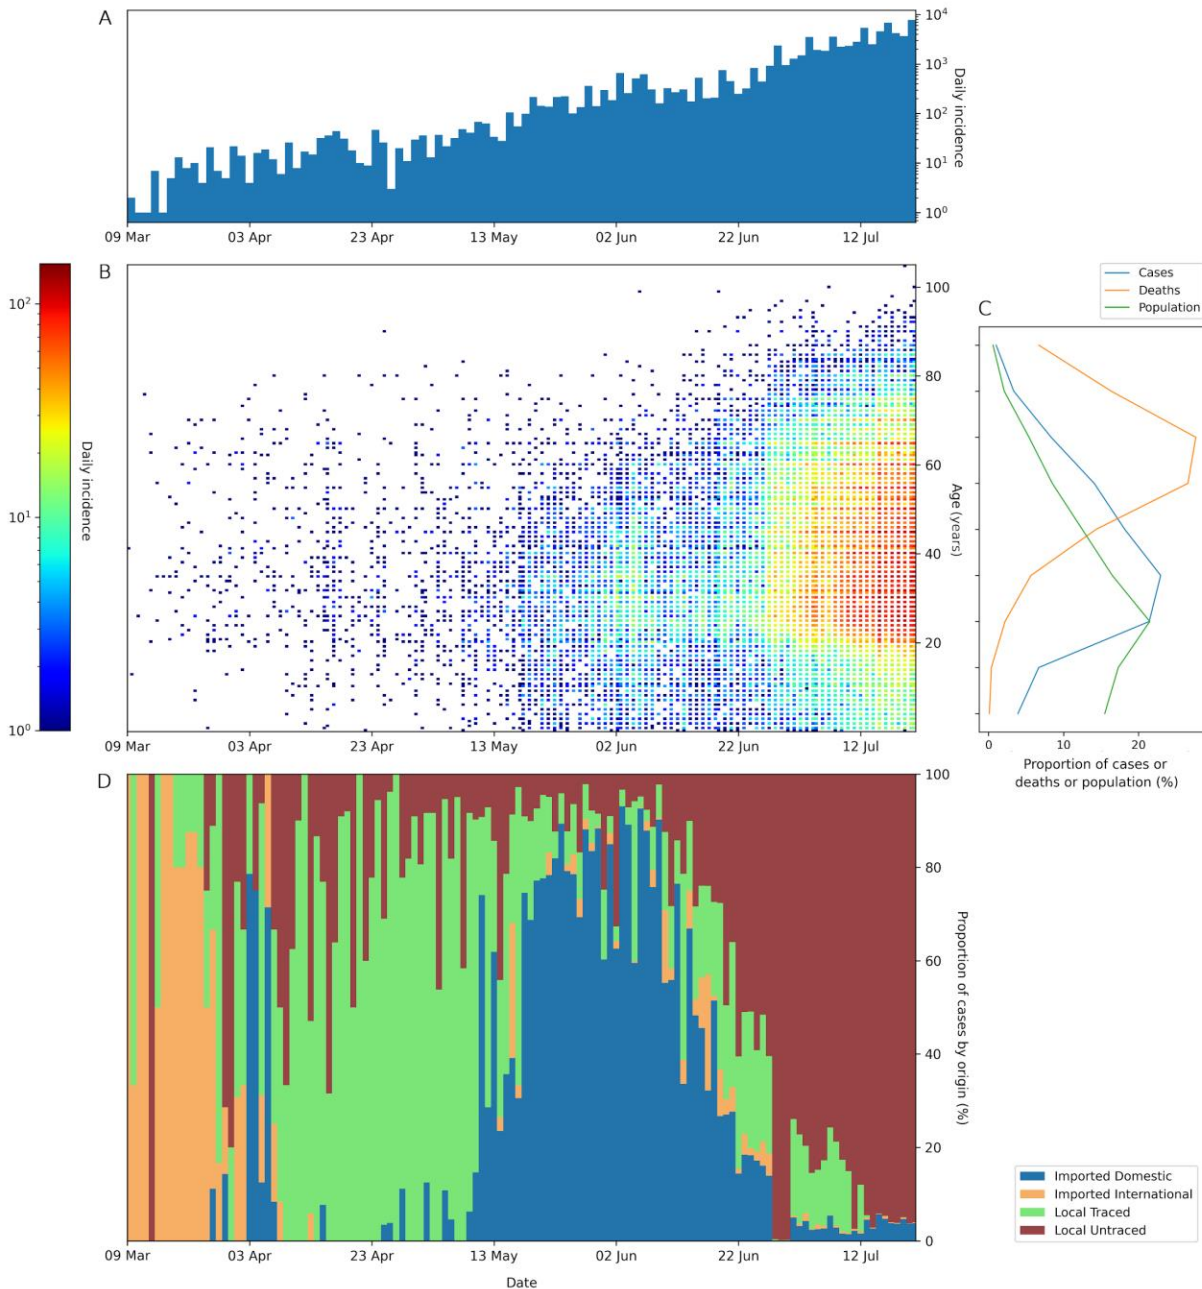 A
10⁴
10³
10²
10¹
10⁰
Daily incidence
09 Mar
03 Apr
23 Apr
13 May
02 Jun
22 Jun
12 Jul
10²
10¹
10⁰
Daily incidence
B
100
80
60
40
20
Age (years)
09 Mar
03 Apr
23 Apr
13 May
02 Jun
22 Jun
12 Jul
Cases
Deaths
Population
C
0
10
20
Proportion of cases or
deaths or population (%)
D
100
80
60
40
20
0
Proportion of cases by origin (%)
09 Mar
03 Apr
23 Apr
13 May
02 Jun
22 Jun
12 Jul
Date
Imported Domestic
Imported International
Local Traced
Local Untraced